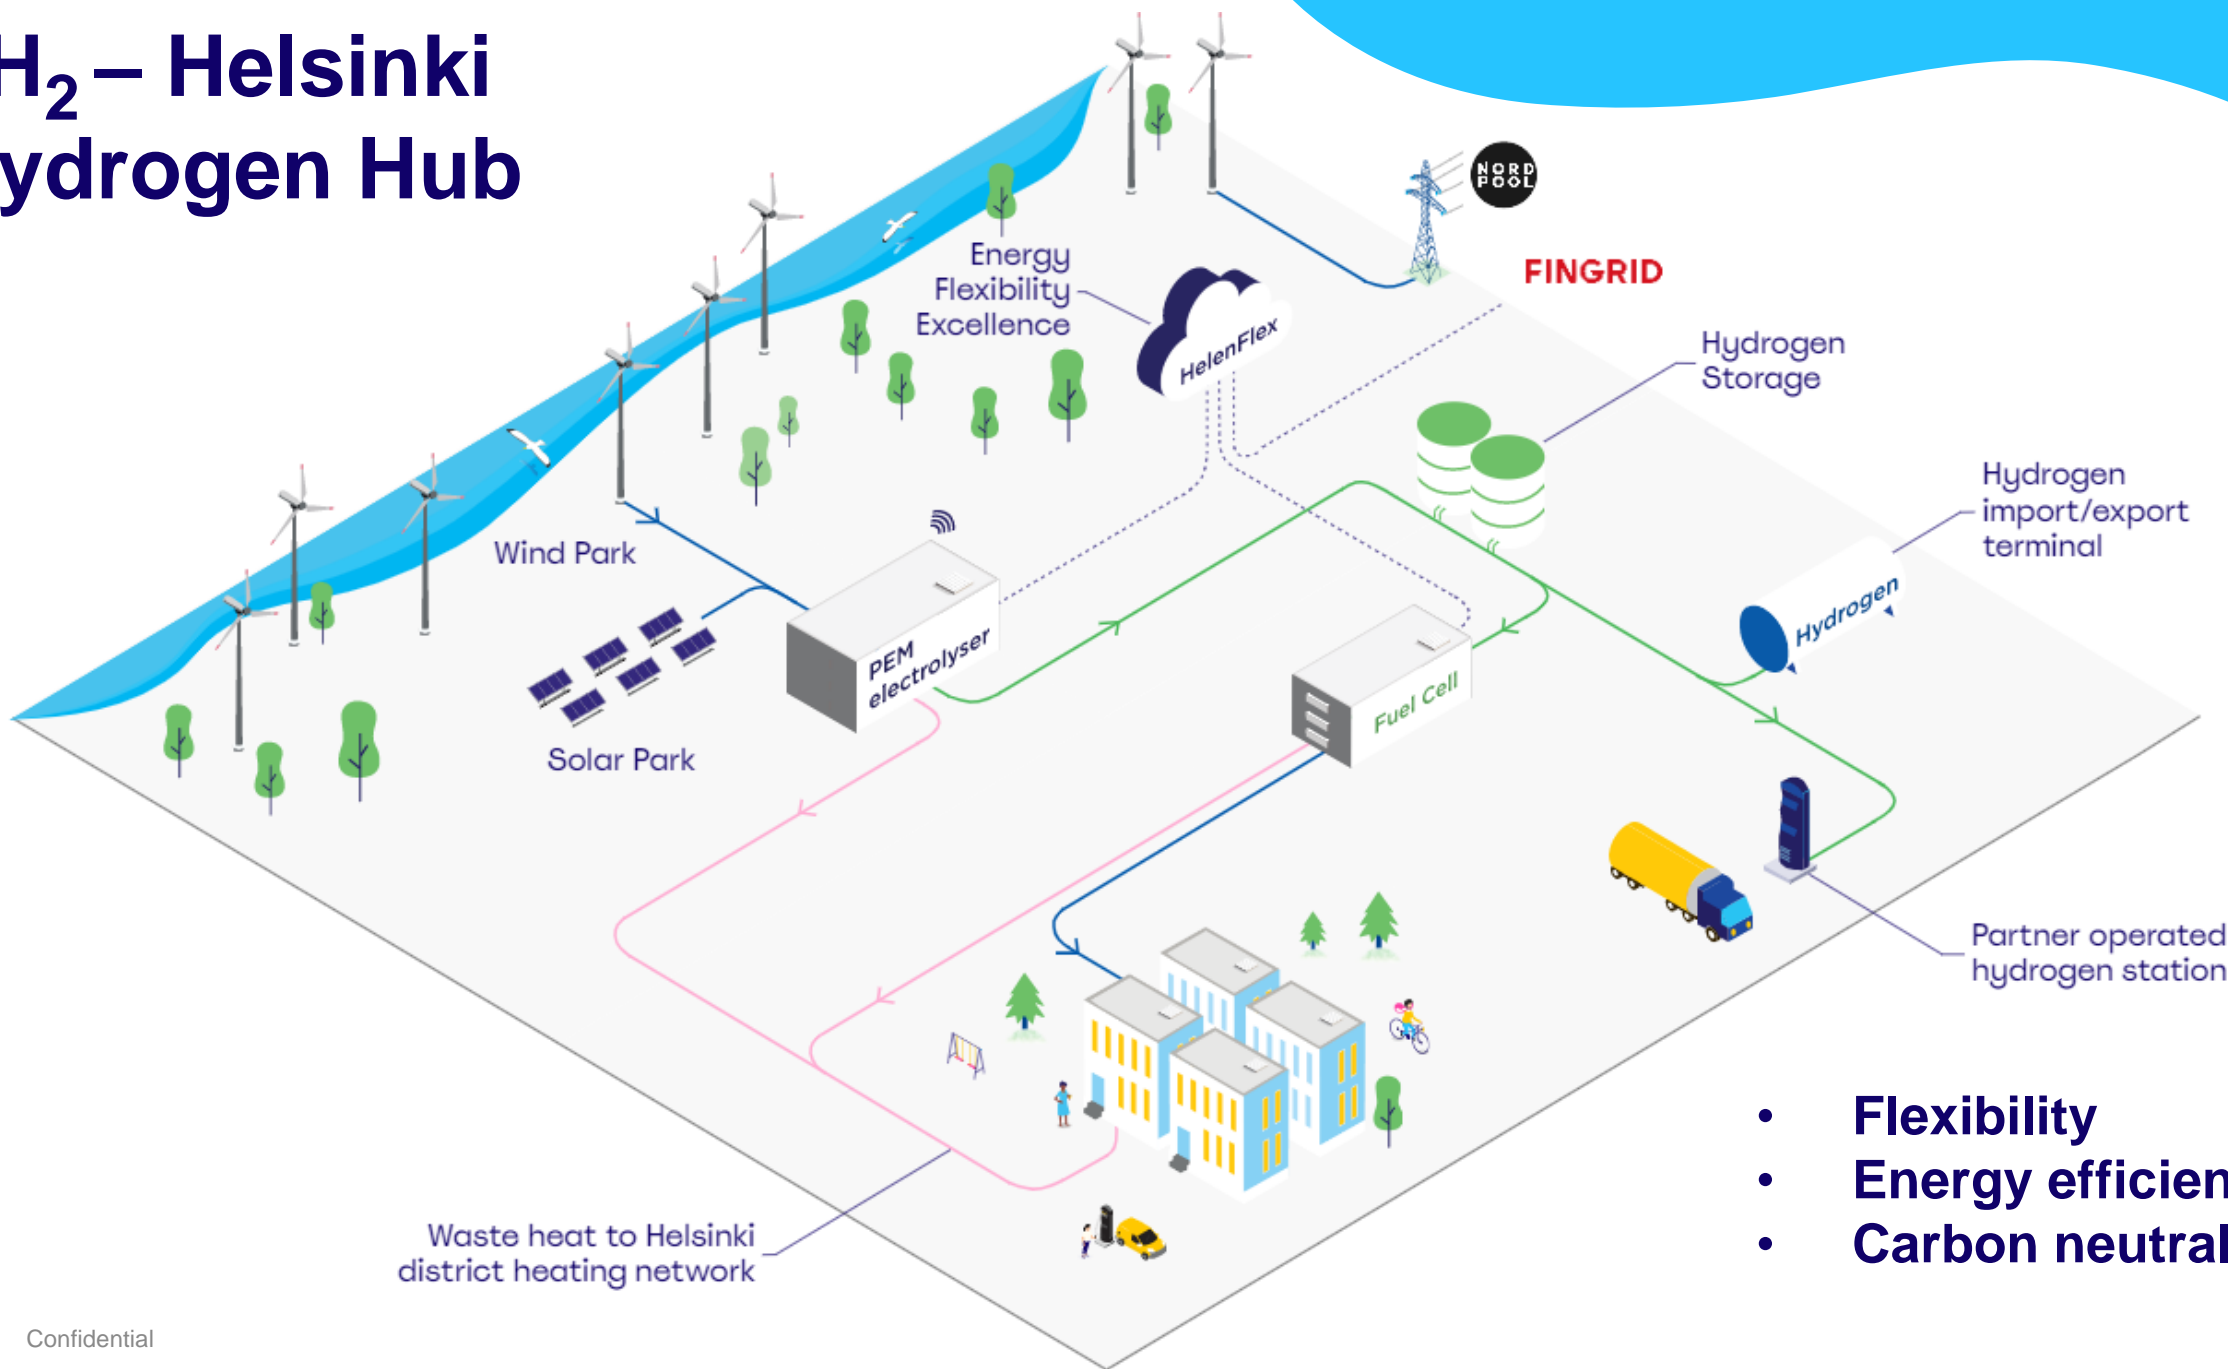 H₂ – Helsinki
ydrogen Hub
NORD
POOL
FINGRID
Energy
Flexibility
Excellence
HelenFlex
Hydrogen
Storage
Hydrogen
import/export
terminal
Hydrogen
Wind Park
PEM
electrolyser
Fuel Cell
Solar Park
Partner operated
hydrogen station
• Flexibility
• Energy efficien
• Carbon neutral
Waste heat to Helsinki
district heating network
Confidential